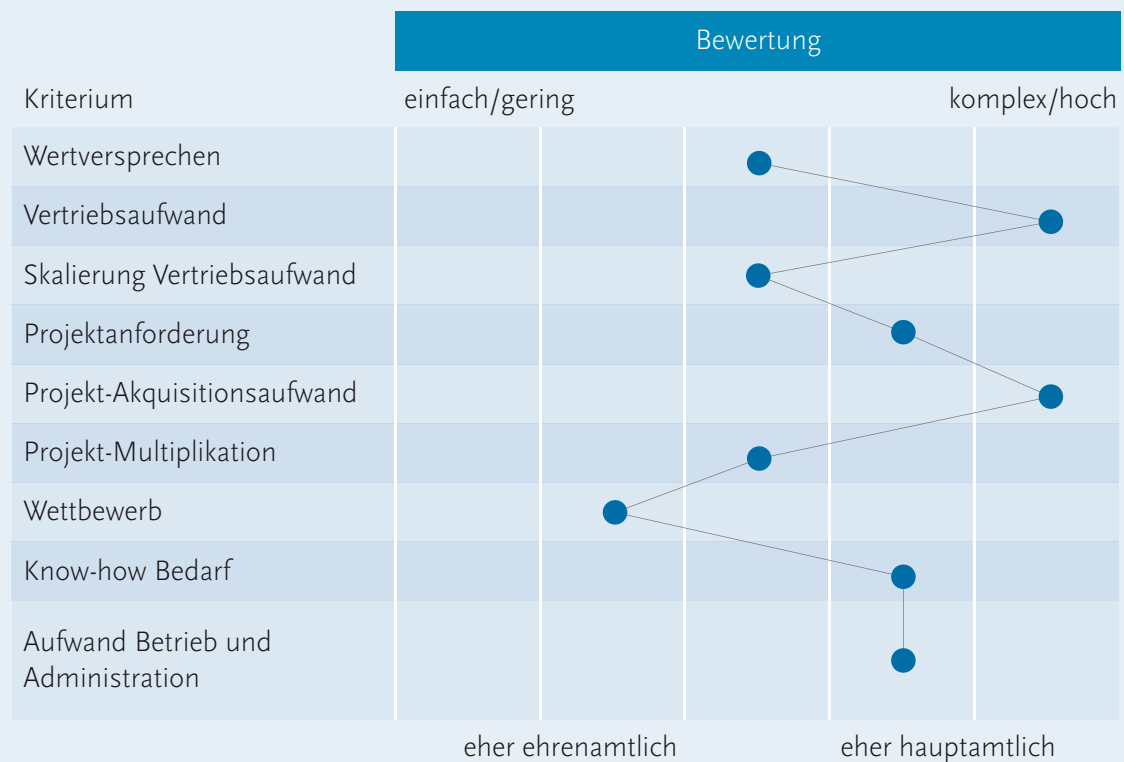 Bewertung
Kriterium einfach/gering komplex/hoch
Wertversprechen
Vertriebsaufwand
Skalierung Vertriebsaufwand
Projektanforderung
Projekt-Akquisitionsaufwand
Projekt-Multiplikation
Wettbewerb
Know-how Bedarf
Aufwand Betrieb und
Administration
eher ehrenamtlich eher hauptamtlich